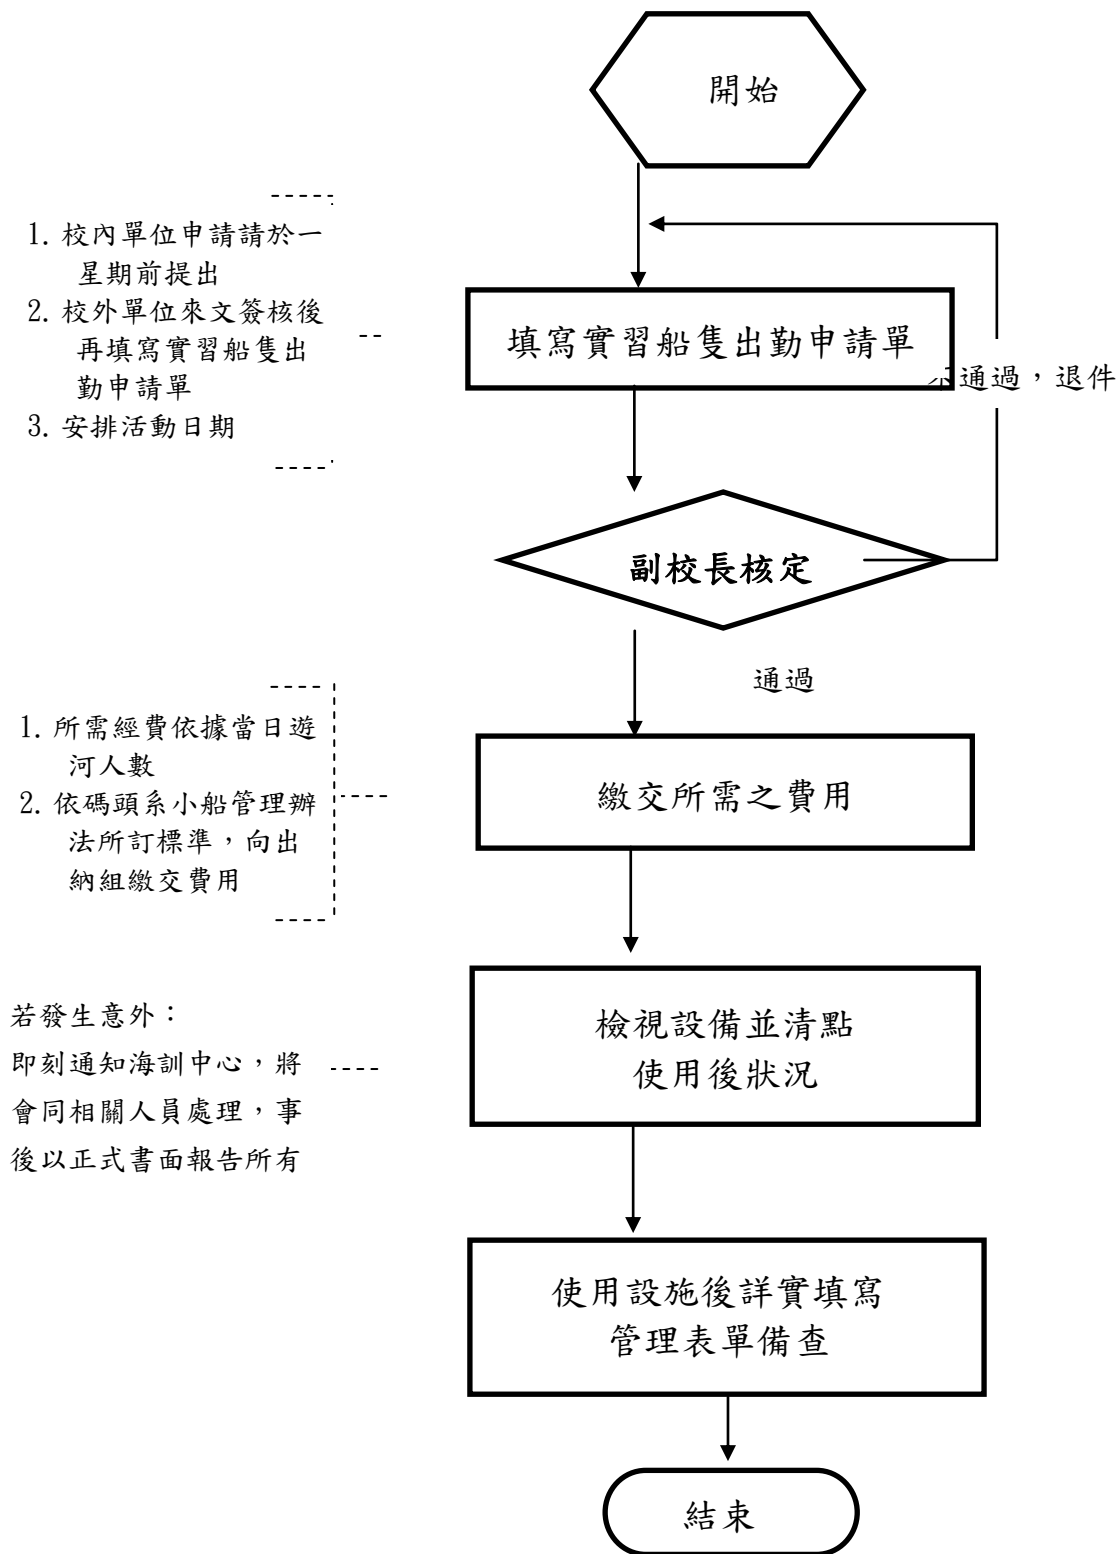 開始
1. 校內單位申請請於一
星期前提出
2. 校外單位來文簽核後
再填寫實習船隻出
勤申請單
3. 安排活動日期
填寫實習船隻出勤申請單
通過，退件
副校長核定
通過
1. 所需經費依據當日遊
河人數
2. 依碼頭系小船管理辦
法所訂標準，向出
納組繳交費用
繳交所需之費用
若發生意外：
即刻通知海訓中心，將
會同相關人員處理，事
後以正式書面報告所有
檢視設備並清點
使用後狀況
使用設施後詳實填寫
管理表單備查
結束